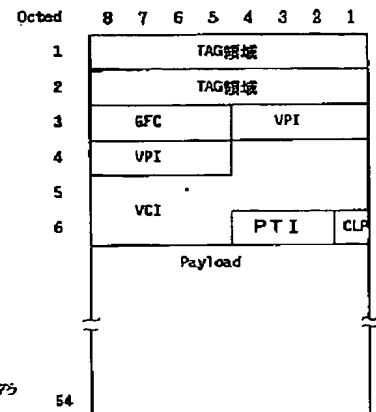 Octed 8 7 6 5 4 3 2 1
1 TAG領域
2 TAG領域
3 GFC VPI
4 VPI
5
VCI
6 PTI CLP
Payload
54